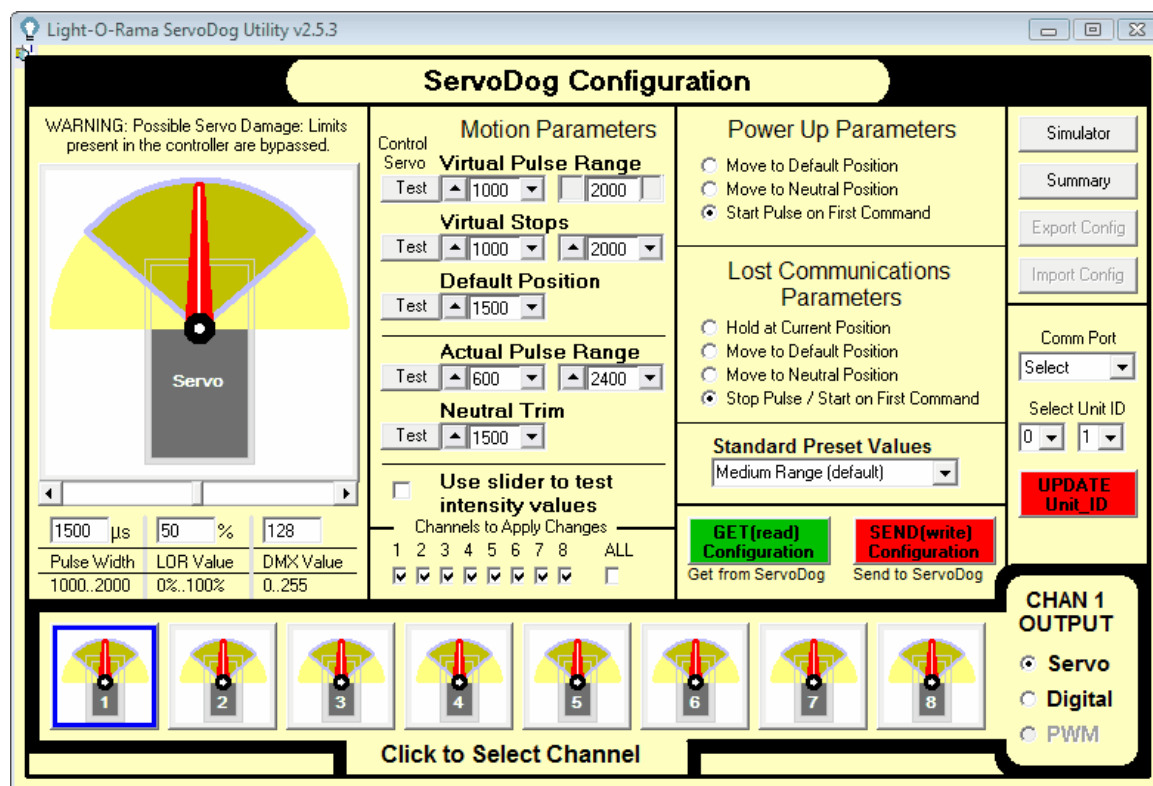 Light-O-Rama ServoDog Utility v2.5.3
ServoDog Configuration
WARNING: Possible Servo Damage: Limits
present in the controller are bypassed.
Servo
1500 µs 50 % 128
Pulse Width LOR Value DMX Value
1000..2000 0%..100% 0..255
Motion Parameters
Control
Servo
Virtual Pulse Range
Test 1000 2000
Virtual Stops
Test 1000 2000
Default Position
Test 1500
Actual Pulse Range
Test 600 2400
Neutral Trim
Test 1500
Use slider to test
intensity values
Channels to Apply Changes
1 2 3 4 5 6 7 8 ALL
Power Up Parameters
Move to Default Position
Move to Neutral Position
Start Pulse on First Command
Lost Communications
Parameters
Hold at Current Position
Move to Default Position
Move to Neutral Position
Stop Pulse / Start on First Command
Standard Preset Values
Medium Range (default)
GET(read)
Configuration
Get from ServoDog
SEND(write)
Configuration
Send to ServoDog
Simulator
Summary
Export Config
Import Config
Comm Port
Select
Select Unit ID
0 1
UPDATE
Unit_ID
CHAN 1
OUTPUT
Servo
Digital
PWM
1 2 3 4 5 6 7 8
Click to Select Channel